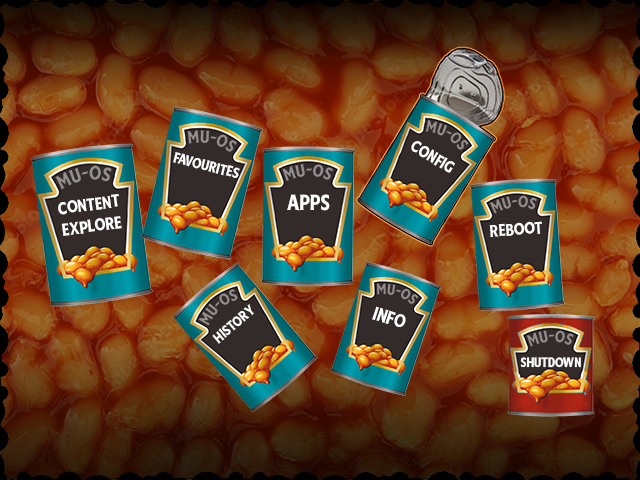 MU-OS
CONTENT
EXPLORE
MU-OS
FAVOURITES
MU-OS
APPS
MU-OS
CONFIG
MU-OS
REBOOT
MU-OS
HISTORY
MU-OS
INFO
MU-OS
SHUTDOWN